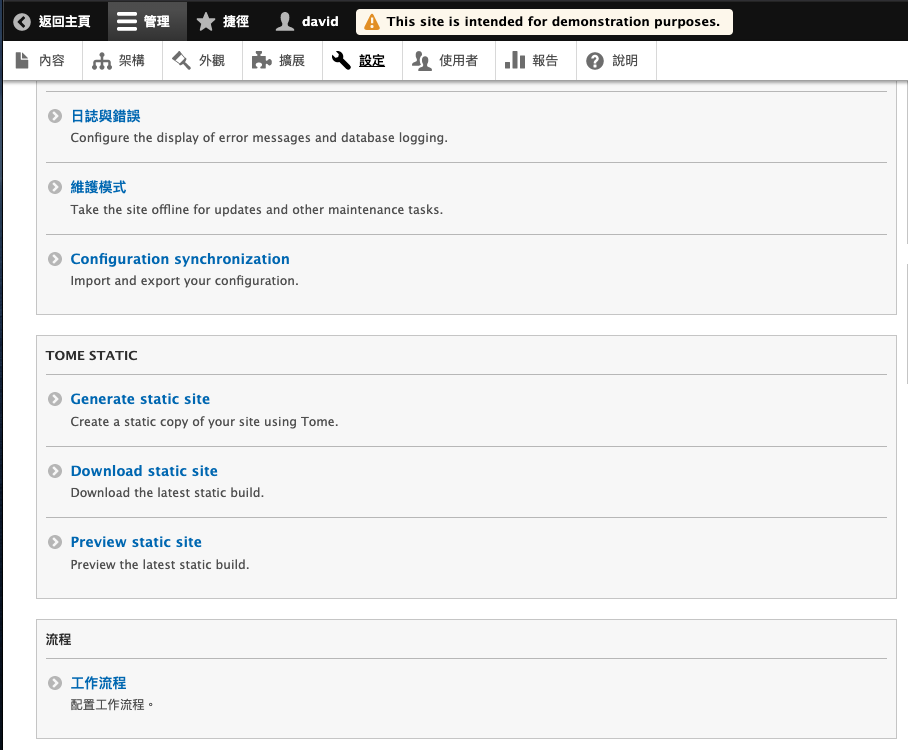 返回主頁 管理 捷徑 david This site is intended for demonstration purposes.
內容 架構 外觀 擴展 設定 使用者 報告 說明
日誌與錯誤
Configure the display of error messages and database logging.
維護模式
Take the site offline for updates and other maintenance tasks.
Configuration synchronization
Import and export your configuration.
TOME STATIC
Generate static site
Create a static copy of your site using Tome.
Download static site
Download the latest static build.
Preview static site
Preview the latest static build.
流程
工作流程
配置工作流程。